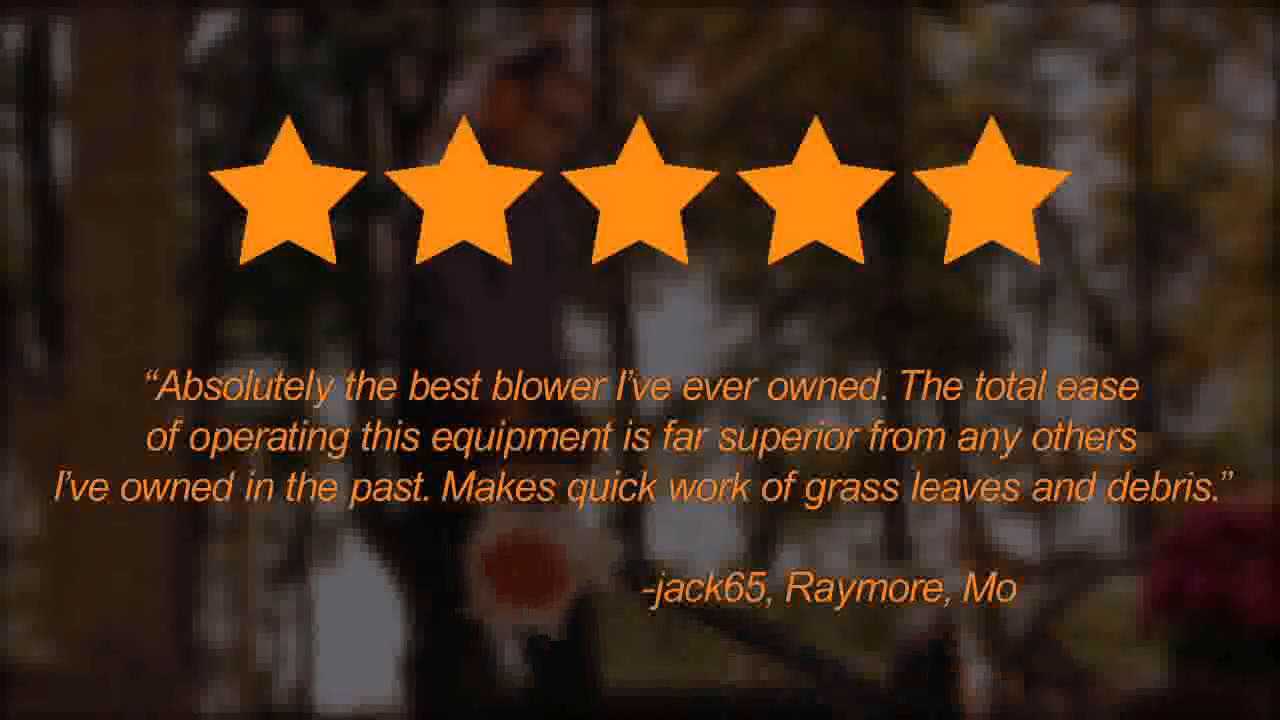 “Absolutely the best blower I’ve ever owned. The total ease
of operating this equipment is far superior from any others
I’ve owned in the past. Makes quick work of grass leaves and debris.”
-jack65, Raymore, Mo